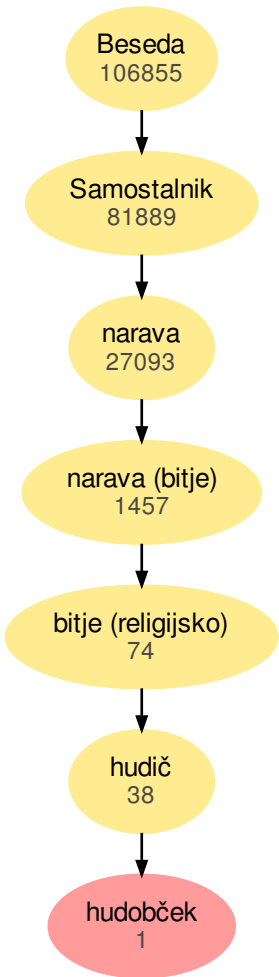 Beseda
106855
Samostalnik
81889
narava
27093
narava (bitje)
1457
bitje (religijsko)
74
hudič
38
hudobček
1